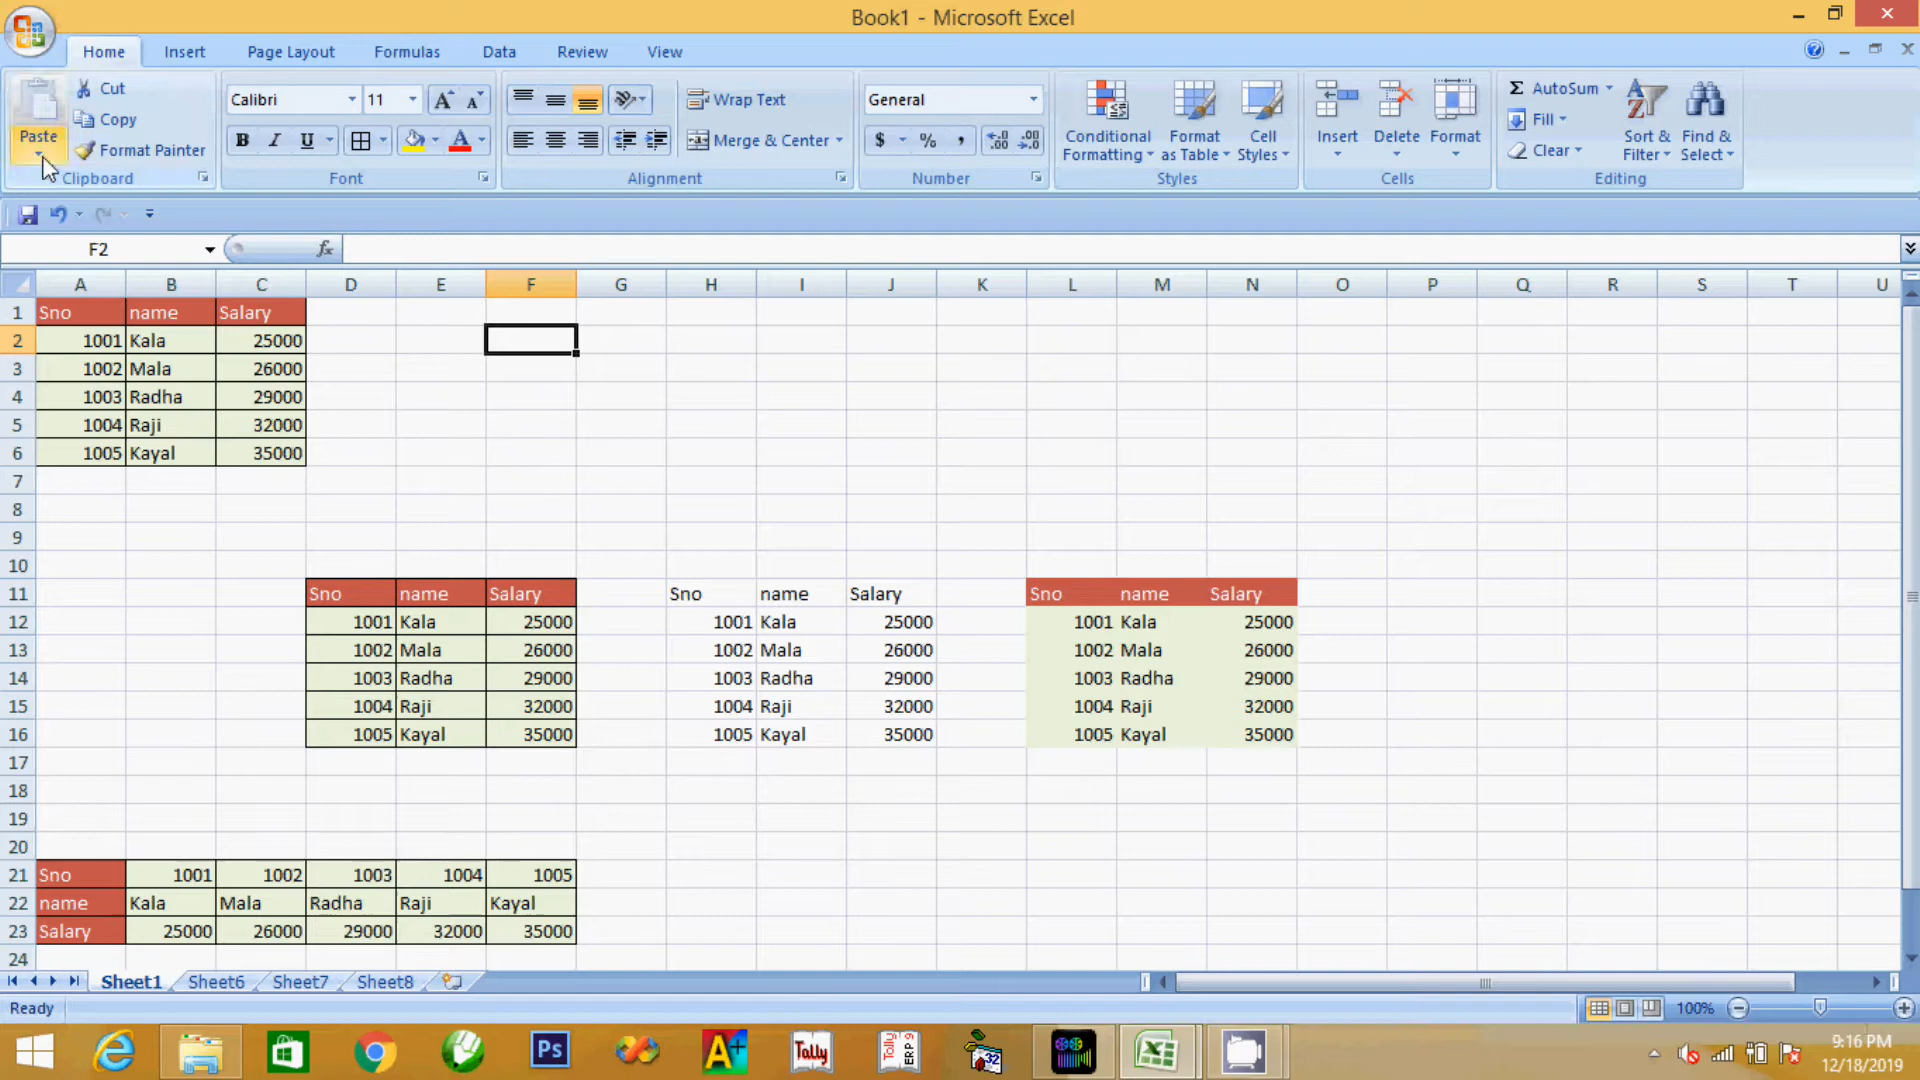 Book1 - Microsoft Excel
Home Insert Page Layout Formulas Data Review View
Paste
Cut
Copy
Format Painter
Clipboard
Calibri 11
B I U
Font
Wrap Text
Merge & Center
Alignment
General
$ % ,
Number
Conditional Formatting
Format as Table
Cell Styles
Styles
Insert
Delete
Format
Cells
Σ AutoSum
Fill
Clear
Sort & Filter
Find & Select
Editing
F2 fx
A B C D E F G H I J K L M N O P Q R S T U
1 Sno name Salary
2 1001 Kala 25000
3 1002 Mala 26000
4 1003 Radha 29000
5 1004 Raji 32000
6 1005 Kayal 35000
7
8
9
10
11 Sno name Salary Sno name Salary Sno name Salary
12 1001 Kala 25000 1001 Kala 25000 1001 Kala 25000
13 1002 Mala 26000 1002 Mala 26000 1002 Mala 26000
14 1003 Radha 29000 1003 Radha 29000 1003 Radha 29000
15 1004 Raji 32000 1004 Raji 32000 1004 Raji 32000
16 1005 Kayal 35000 1005 Kayal 35000 1005 Kayal 35000
17
18
19
20
21 Sno 1001 1002 1003 1004 1005
22 name Kala Mala Radha Raji Kayal
23 Salary 25000 26000 29000 32000 35000
24
Sheet1 Sheet6 Sheet7 Sheet8
Ready 100%
Ps A+ Tally Tally ERP 9 32
9:16 PM
12/18/2019